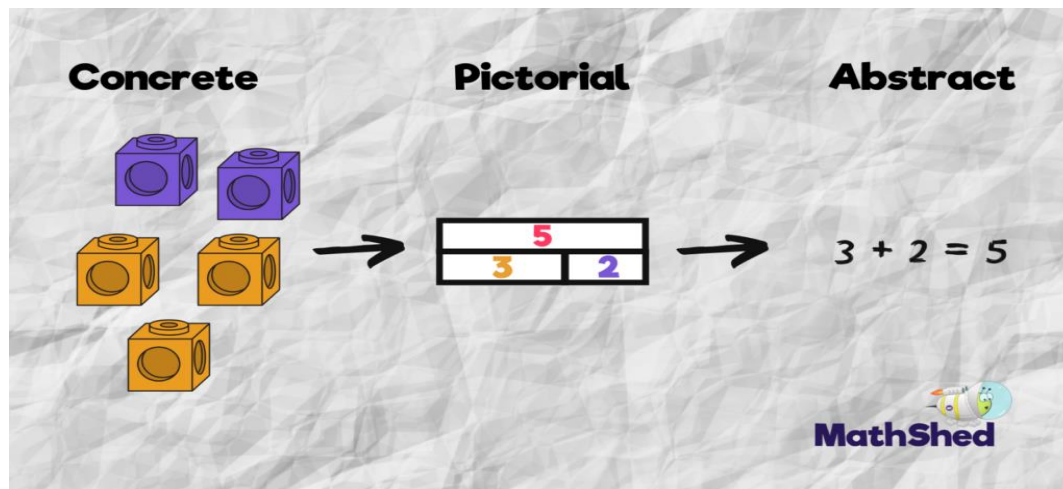 Concrete
Pictorial
Abstract
5
3 2
3 + 2 = 5
MathShed